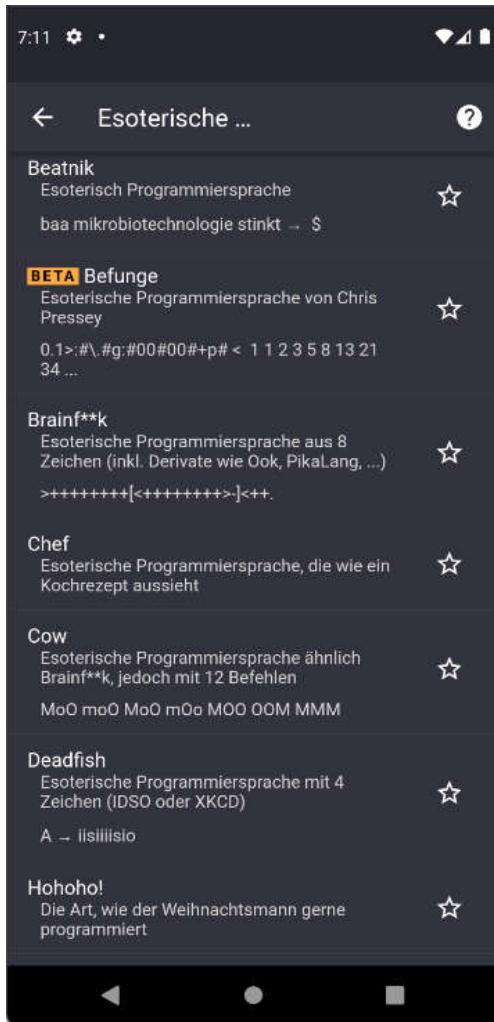 7:11
Esoterische ...
Beatnik
Esoterisch Programmiersprache
baa mikrobiotechnologie stinkt → $
BETA Befunge
Esoterische Programmiersprache von Chris
Pressey
0.1>:#\.#g:#00#00#+p# < 1 1 2 3 5 8 13 21
34 ...
Brainf**k
Esoterische Programmiersprache aus 8
Zeichen (inkl. Derivate wie Ook, PikaLang, ...)
>++++++++[<++++++++>-]<++.
Chef
Esoterische Programmiersprache, die wie ein
Kochrezept aussieht
Cow
Esoterische Programmiersprache ähnlich
Brainf**k, jedoch mit 12 Befehlen
MoO moO MoO mOo MOO OOM MMM
Deadfish
Esoterische Programmiersprache mit 4
Zeichen (IDSO oder XKCD)
A → iisiiiisio
Hohoho!
Die Art, wie der Weihnachtsmann gerne
programmiert